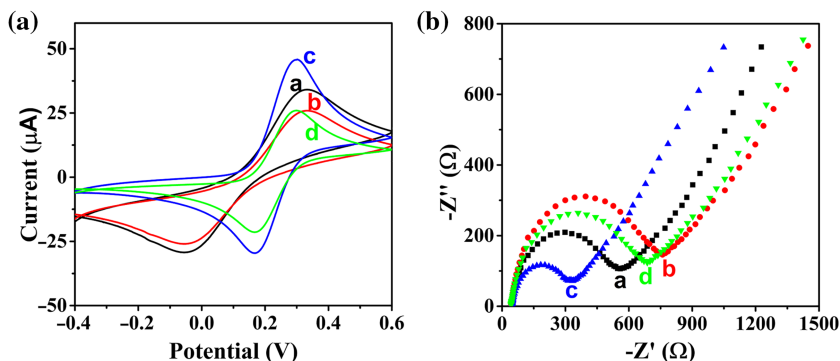 (a)
Current (μA)
50
25
0
−25
−50
−0.4
−0.2
0.0
0.2
0.4
0.6
Potential (V)
c
a
b
d
(b)
-Z'' (Ω)
800
600
400
200
0
0
300
600
900
1200
1500
-Z' (Ω)
a
b
c
d